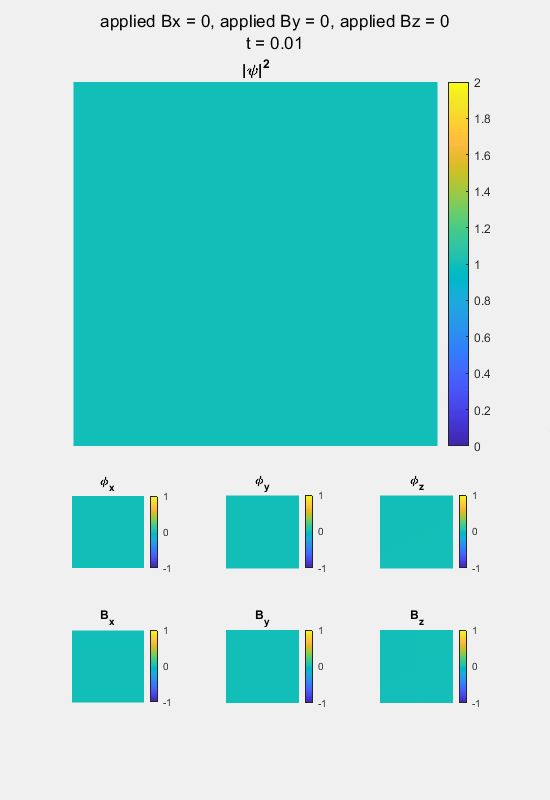 applied Bx = 0, applied By = 0, applied Bz = 0
t = 0.01
|ψ|²
2
1.8
1.6
1.4
1.2
1
0.8
0.6
0.4
0.2
0
ϕx ϕy ϕz
1 1 1
0 0 0
-1 -1 -1
Bx By Bz
1 1 1
0 0 0
-1 -1 -1